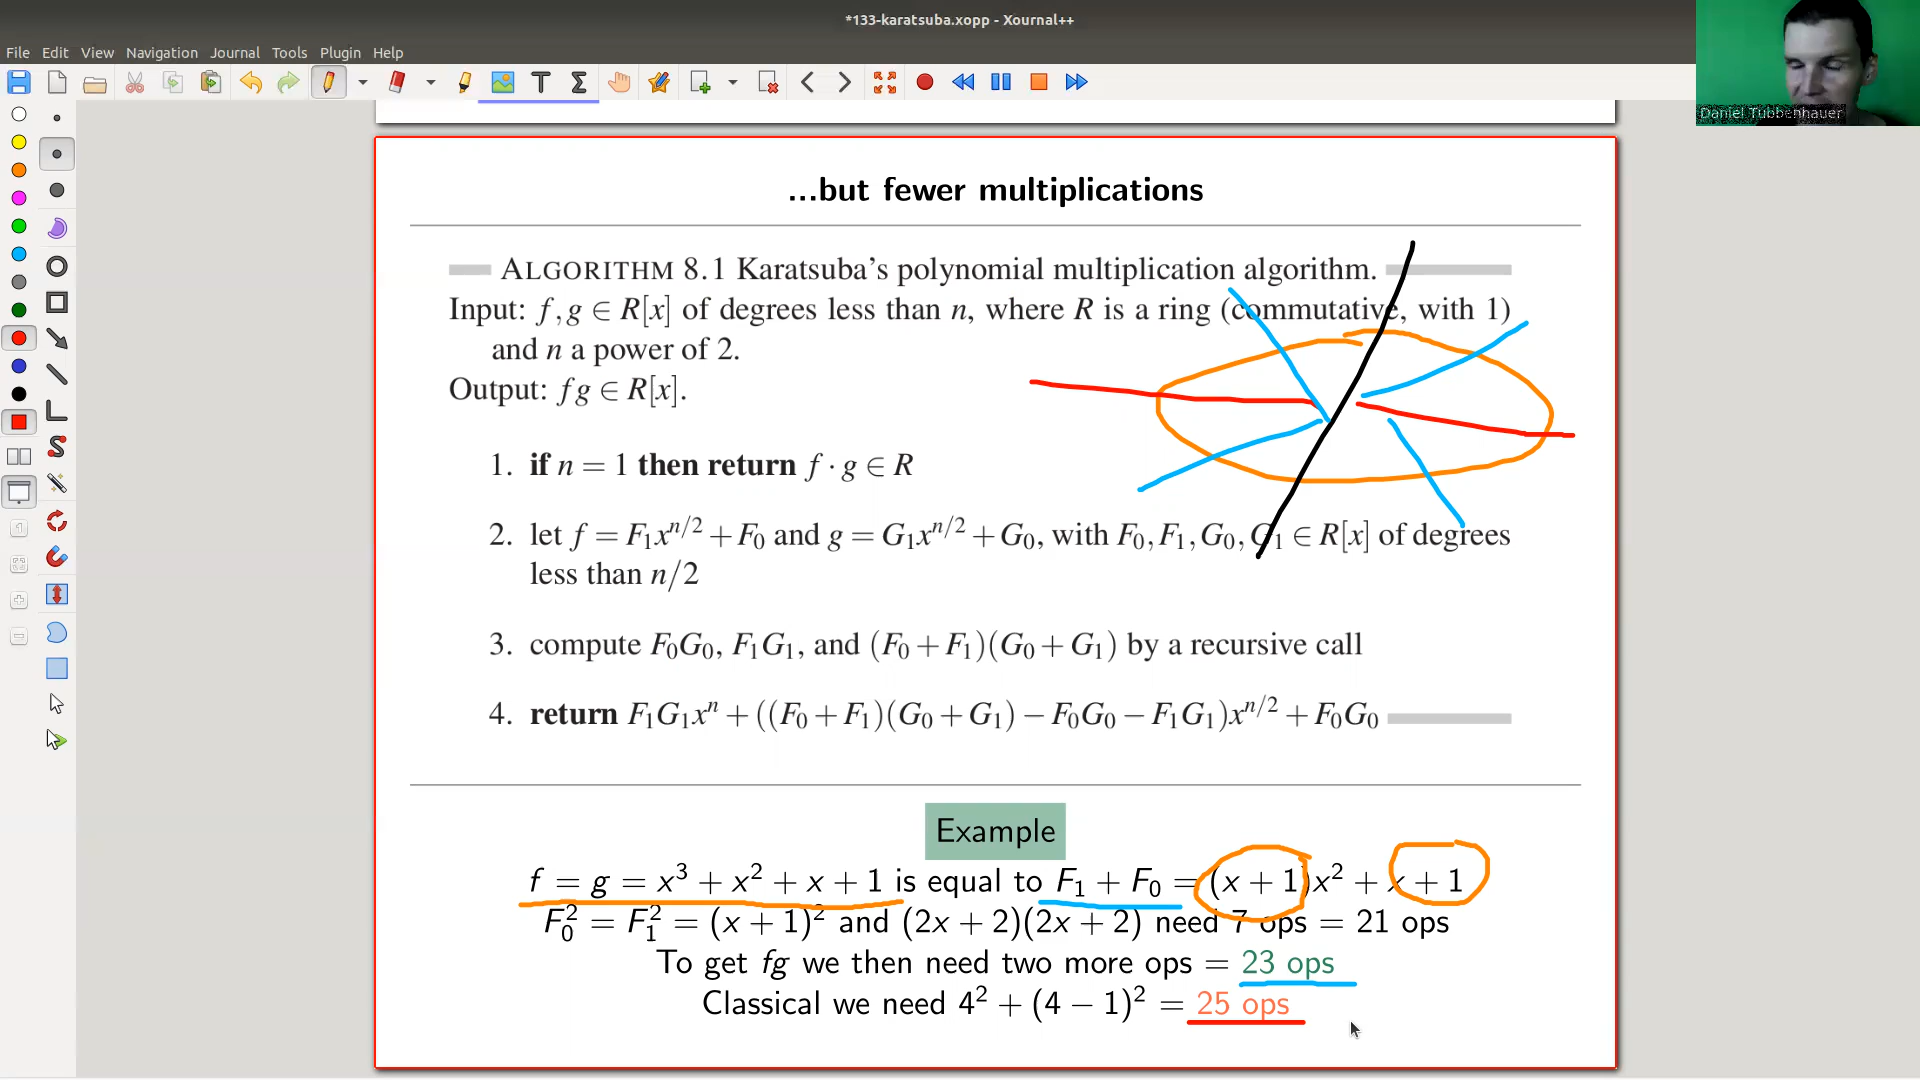 *133-karatsuba.xopp - Xournal++
File Edit View Navigation Journal Tools Plugin Help
Daniel Tubbenhauer
...but fewer multiplications
ALGORITHM 8.1 Karatsuba's polynomial multiplication algorithm.
Input: f, g ∈ R[x] of degrees less than n, where R is a ring (commutative, with 1)
and n a power of 2.
Output: fg ∈ R[x].
1. if n = 1 then return f · g ∈ R
2. let f = F₁x^{n/2} + F₀ and g = G₁x^{n/2} + G₀, with F₀, F₁, G₀, G₁ ∈ R[x] of degrees
less than n/2
3. compute F₀G₀, F₁G₁, and (F₀ + F₁)(G₀ + G₁) by a recursive call
4. return F₁G₁xⁿ + ((F₀ + F₁)(G₀ + G₁) − F₀G₀ − F₁G₁)x^{n/2} + F₀G₀
Example
f = g = x³ + x² + x + 1 is equal to F₁ + F₀ = (x + 1)x² + x + 1
F₀² = F₁² = (x + 1)² and (2x + 2)(2x + 2) need 7 ops = 21 ops
To get fg we then need two more ops = 23 ops
Classical we need 4² + (4 − 1)² = 25 ops